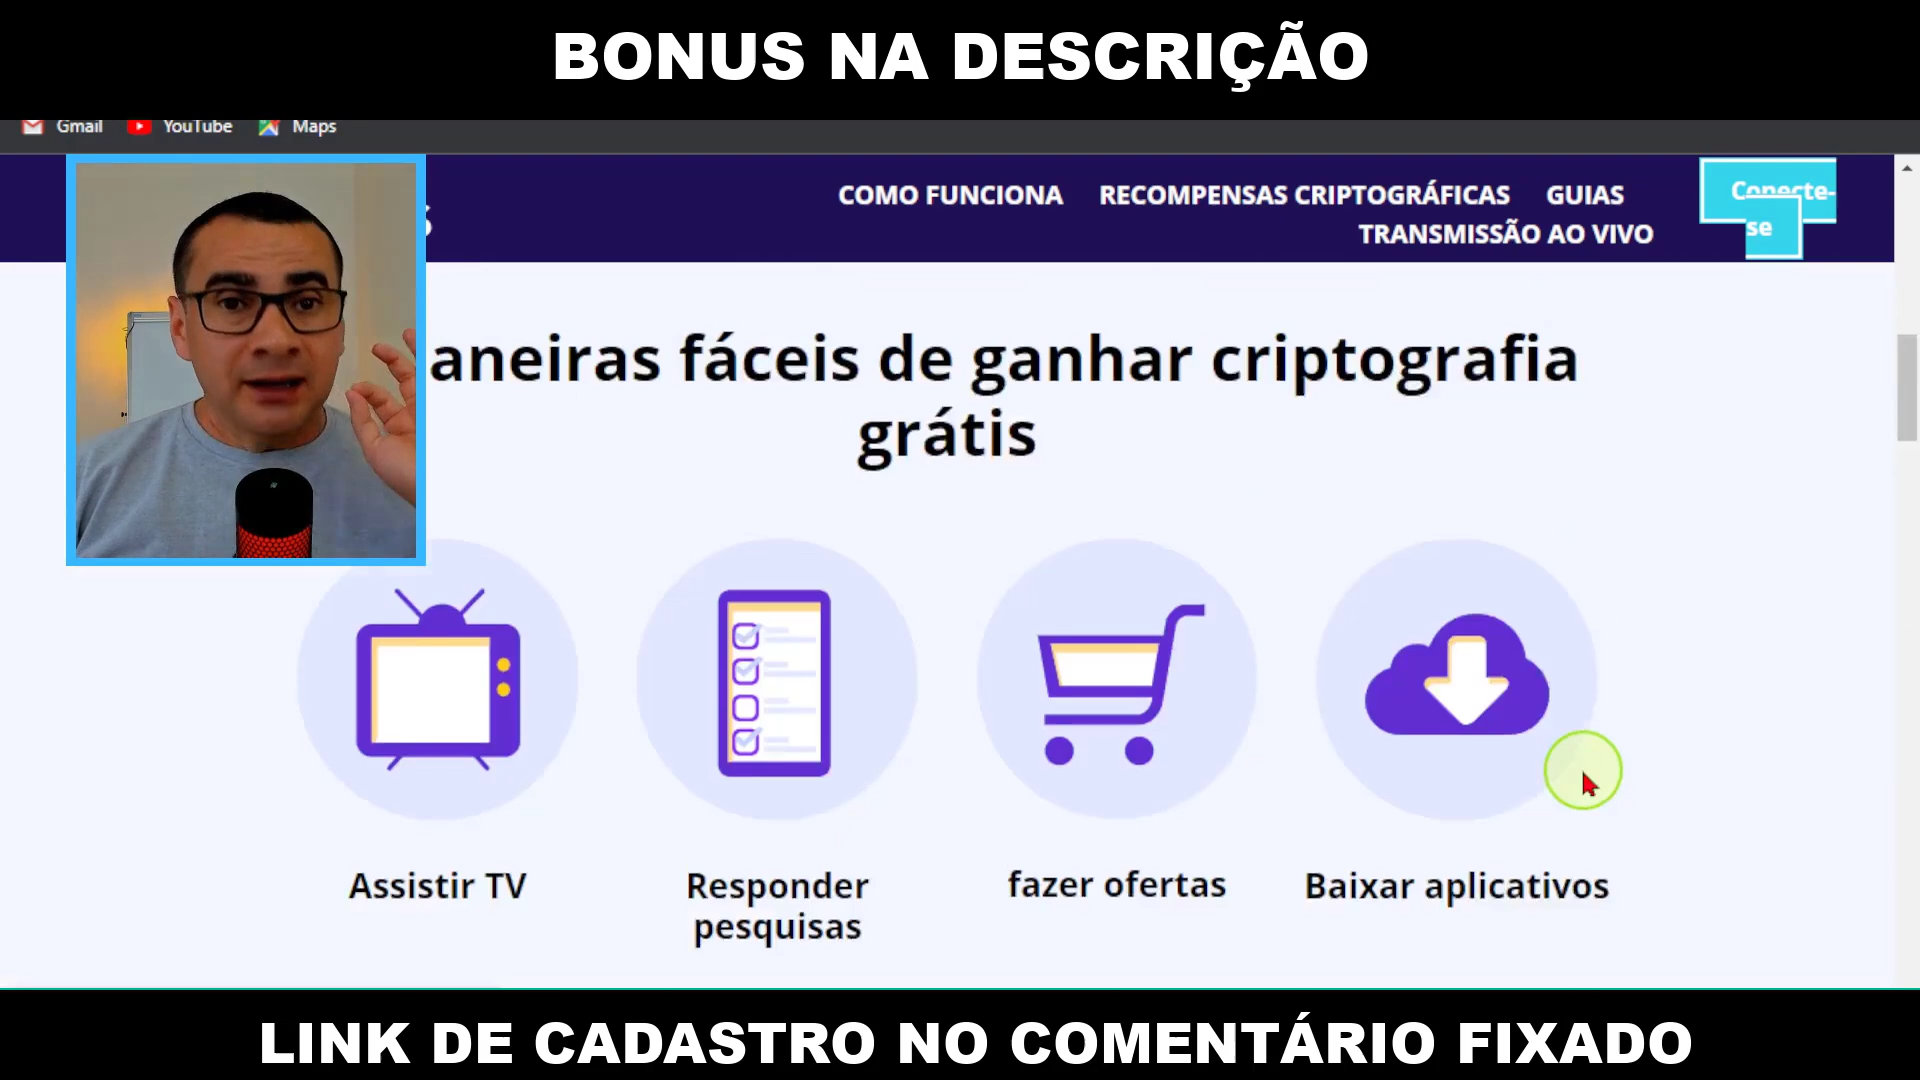 BONUS NA DESCRIÇÃO
Gmail YouTube Maps
COMO FUNCIONA RECOMPENSAS CRIPTOGRÁFICAS GUIAS
TRANSMISSÃO AO VIVO
Conecte-
se
aneiras fáceis de ganhar criptografia
grátis
Assistir TV
Responder
pesquisas
fazer ofertas
Baixar aplicativos
LINK DE CADASTRO NO COMENTÁRIO FIXADO